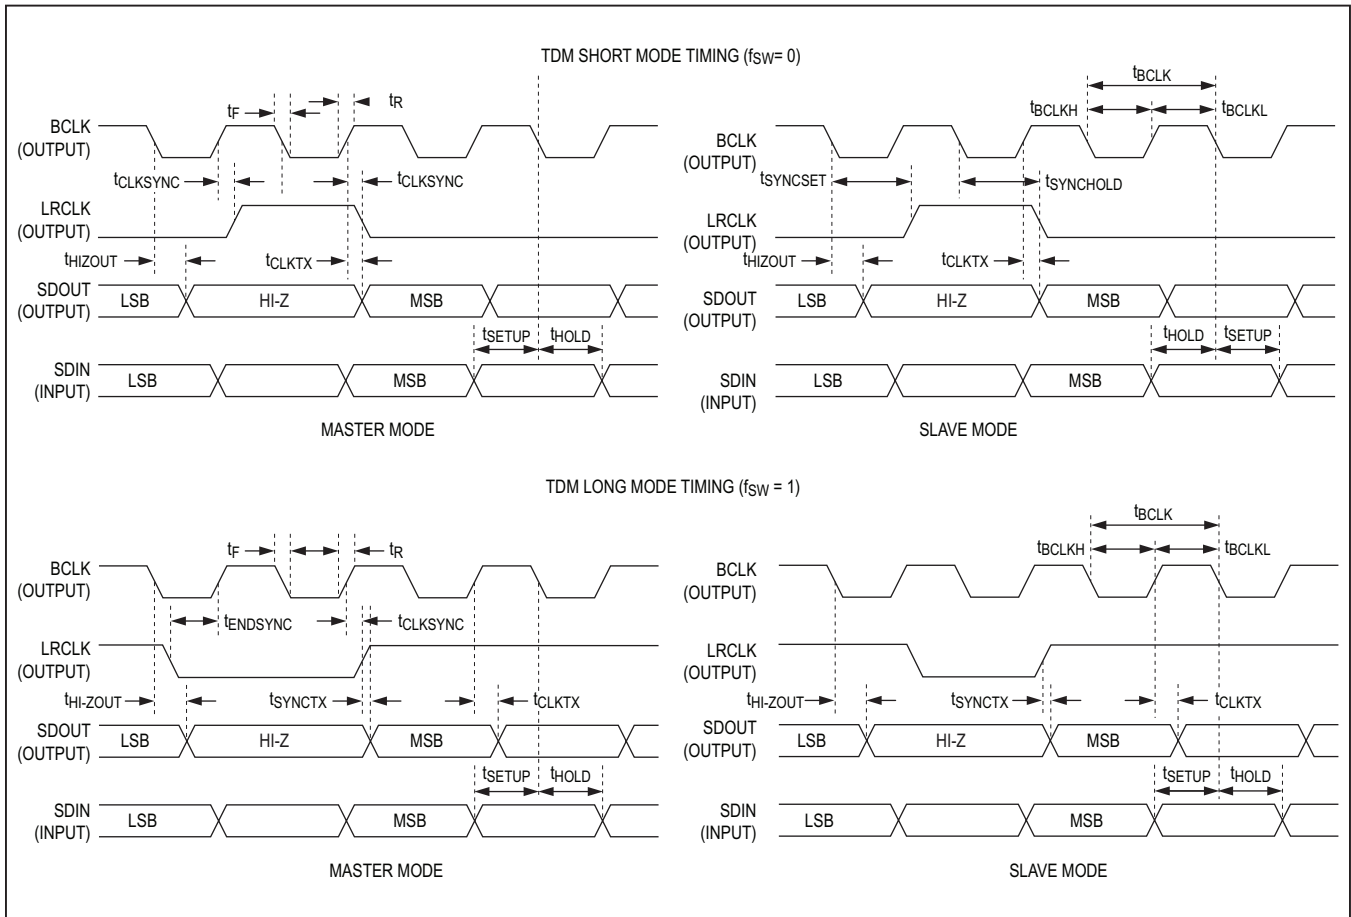 TDM SHORT MODE TIMING (fSW= 0)
tF
tR
BCLK
(OUTPUT)
tCLKSYNC
tCLKSYNC
LRCLK
(OUTPUT)
tHIZOUT
tCLKTX
SDOUT
(OUTPUT)
LSB
HI-Z
MSB
tSETUP
tHOLD
SDIN
(INPUT)
LSB
MSB
MASTER MODE
tBCLK
tBCLKH
tBCLKL
BCLK
(OUTPUT)
tSYNCSET
tSYNCHOLD
LRCLK
(OUTPUT)
tHIZOUT
tCLKTX
SDOUT
(OUTPUT)
LSB
HI-Z
MSB
tHOLD
tSETUP
SDIN
(INPUT)
LSB
MSB
SLAVE MODE
TDM LONG MODE TIMING (fSW = 1)
tF
tR
BCLK
(OUTPUT)
tENDSYNC
tCLKSYNC
LRCLK
(OUTPUT)
tHI-ZOUT
tSYNCTX
tCLKTX
SDOUT
(OUTPUT)
LSB
HI-Z
MSB
tSETUP
tHOLD
SDIN
(INPUT)
LSB
MSB
MASTER MODE
tBCLK
tBCLKH
tBCLKL
BCLK
(OUTPUT)
LRCLK
(OUTPUT)
tHI-ZOUT
tSYNCTX
tCLKTX
SDOUT
(OUTPUT)
LSB
HI-Z
MSB
tSETUP
tHOLD
SDIN
(INPUT)
LSB
MSB
SLAVE MODE